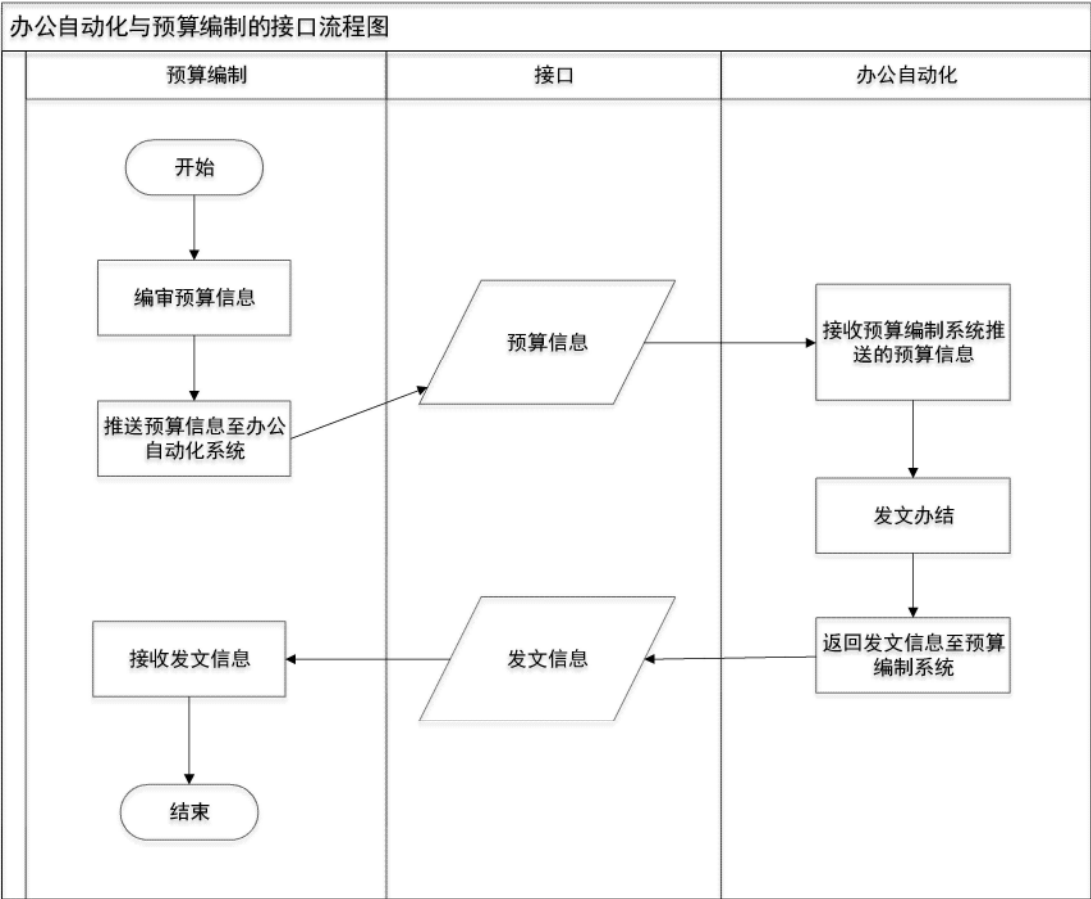 办公自动化与预算编制的接口流程图
预算编制
接口
办公自动化
开始
编审预算信息
推送预算信息至办公
自动化系统
预算信息
接收预算编制系统推
送的预算信息
发文办结
返回发文信息至预算
编制系统
发文信息
接收发文信息
结束